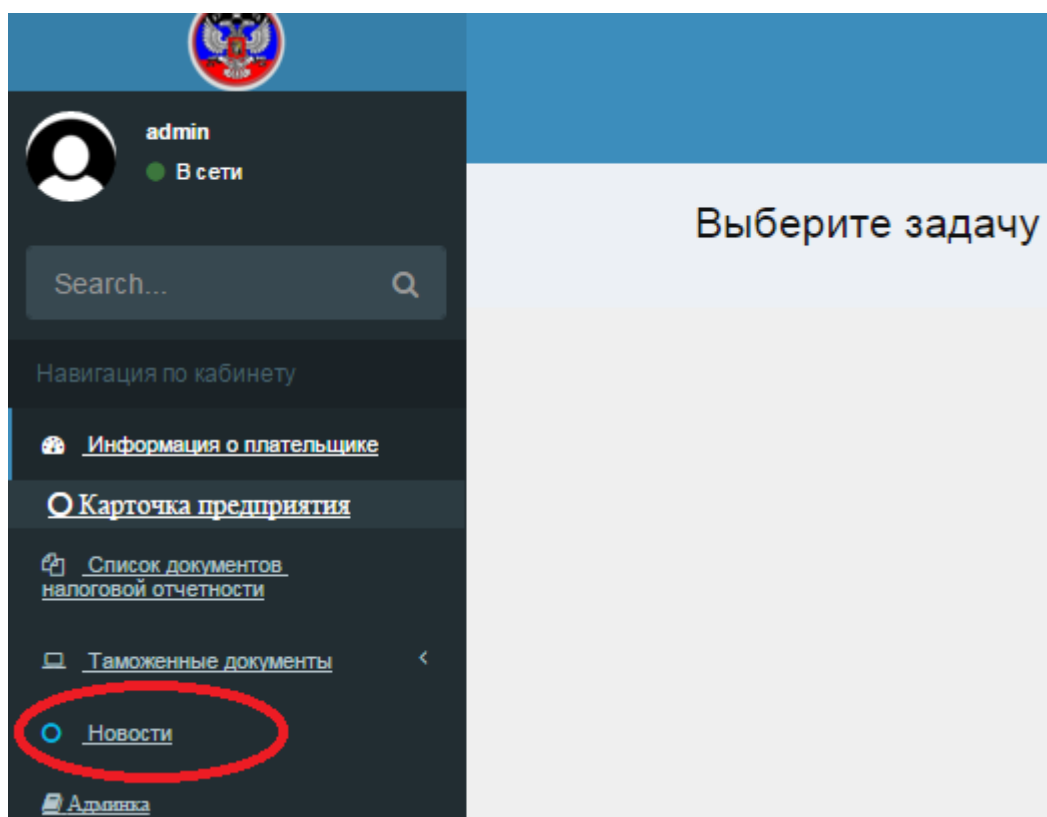 admin
В сети
Выберите задачу
Search...
Навигация по кабинету
Информация о плательщике
Карточка предприятия
Список документов
налоговой отчетности
Таможенные документы
Новости
Админка